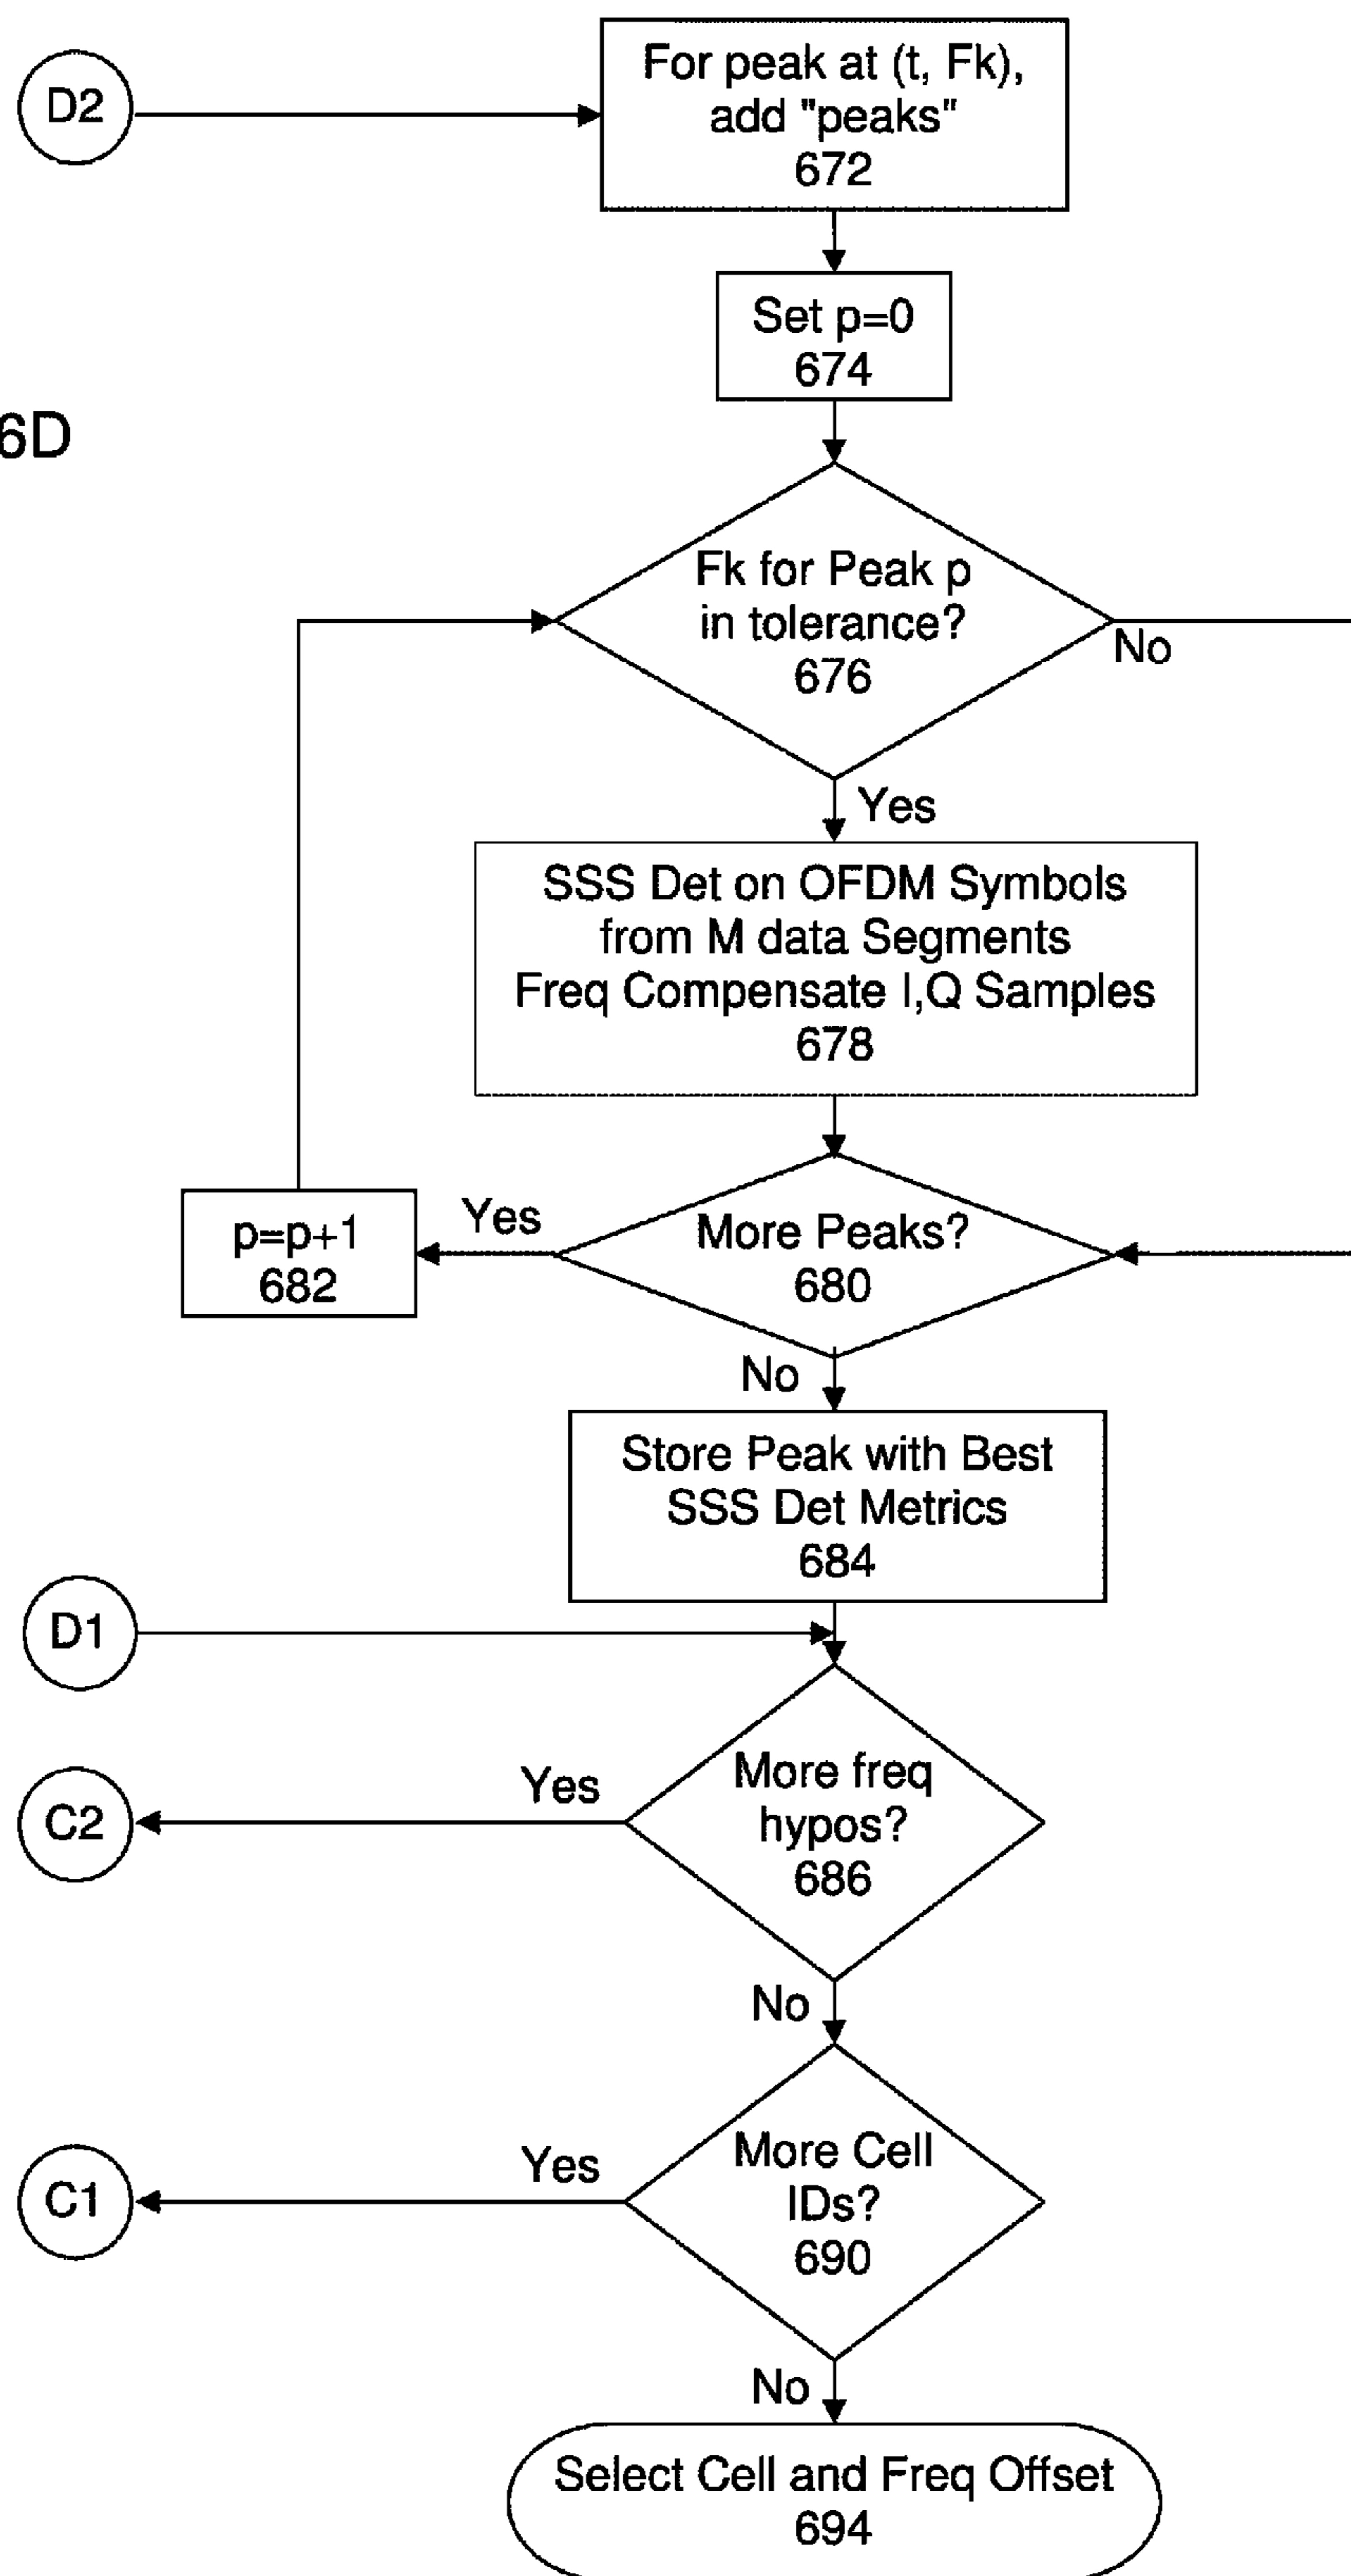 D2
For peak at (t, Fk),
add "peaks"
672
Set p=0
674
6D
Fk for Peak p
in tolerance?
676
No
Yes
SSS Det on OFDM Symbols
from M data Segments
Freq Compensate I,Q Samples
678
More Peaks?
680
Yes
p=p+1
682
No
Store Peak with Best
SSS Det Metrics
684
D1
More freq
hypos?
686
Yes
C2
No
More Cell
IDs?
690
Yes
C1
No
Select Cell and Freq Offset
694